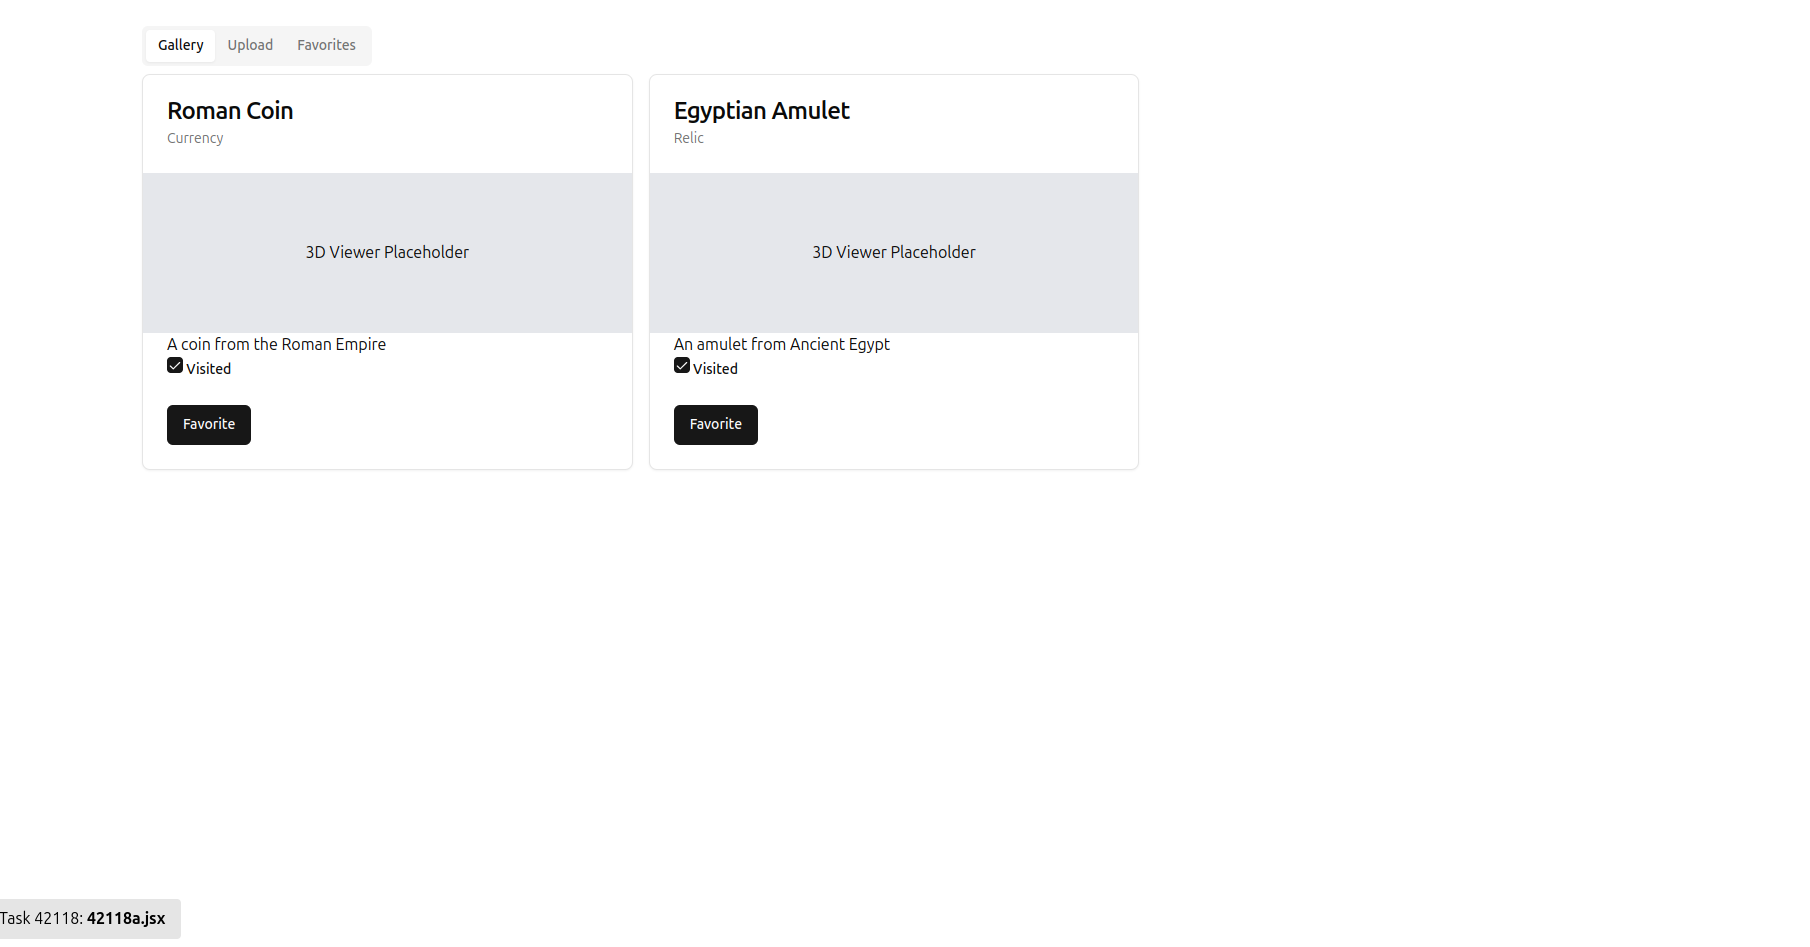 Gallery Upload Favorites
Roman Coin
Currency
3D Viewer Placeholder
A coin from the Roman Empire
Visited
Favorite
Egyptian Amulet
Relic
3D Viewer Placeholder
An amulet from Ancient Egypt
Visited
Favorite
Task 42118: 42118a.jsx